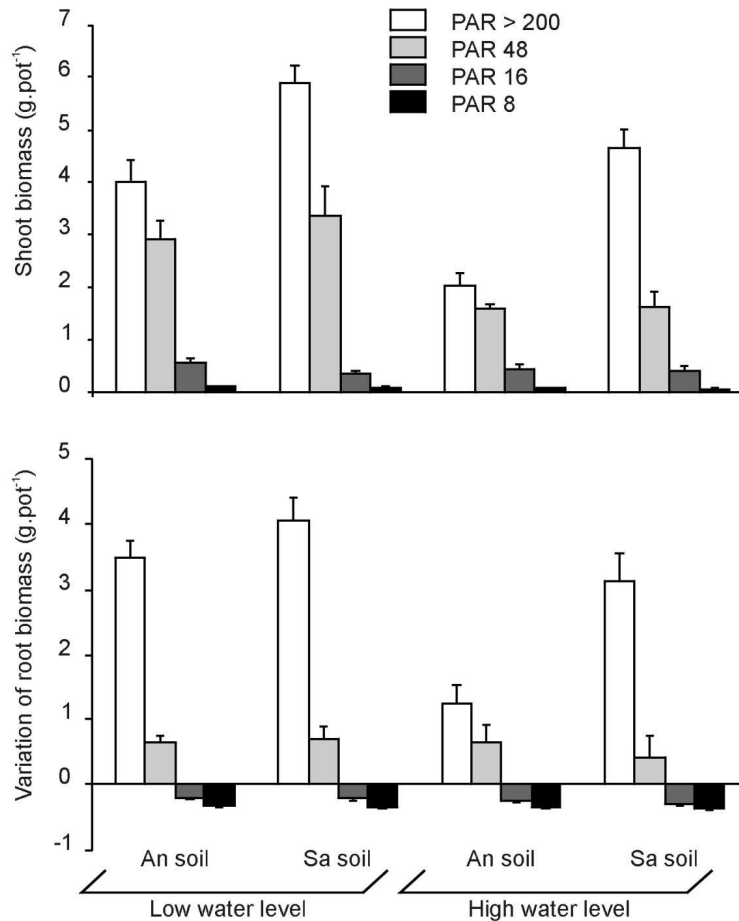 Shoot biomass (g.pot⁻¹)
7
6
5
4
3
2
1
0
PAR > 200
PAR 48
PAR 16
PAR 8
Variation of root biomass (g.pot⁻¹)
5
4
3
2
1
0
-1
An soil Sa soil An soil Sa soil
Low water level High water level